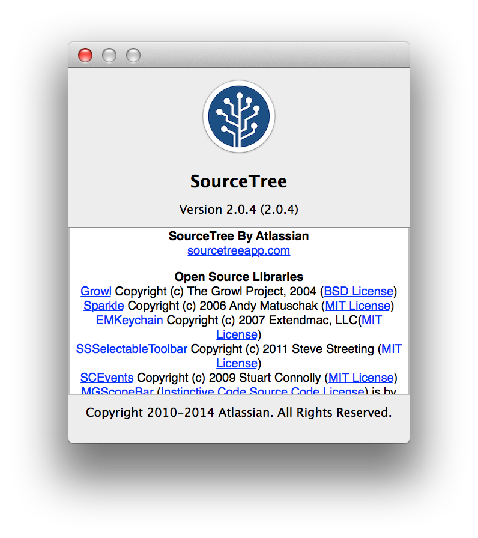 SourceTree
Version 2.0.4 (2.0.4)
SourceTree By Atlassian
sourcetreeapp.com
Open Source Libraries
Growl Copyright (c) The Growl Project, 2004 (BSD License)
Sparkle Copyright (c) 2006 Andy Matuschak (MIT License)
EMKeychain Copyright (c) 2007 Extendmac, LLC(MIT
License)
SSSelectableToolbar Copyright (c) 2011 Steve Streeting (MIT
License)
SCEvents Copyright (c) 2009 Stuart Connolly (MIT License)
MGScopeBar (Instinctive Code Source Code License) is by
Copyright 2010-2014 Atlassian. All Rights Reserved.